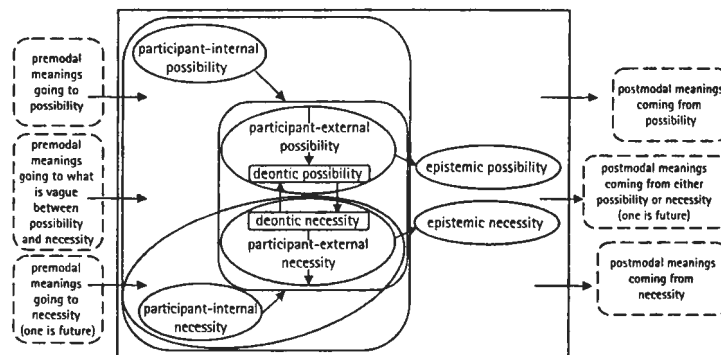 premodal
meanings
going to
possibility
premodal
meanings
going to what
is vague
between
possibility
and necessity
premodal
meanings
going to
necessity
(one is future)
participant-internal
possibility
participant-external
possibility
deontic possibility
deontic necessity
participant-external
necessity
participant-internal
necessity
epistemic possibility
epistemic necessity
postmodal meanings
coming from
possibility
postmodal meanings
coming from either
possibility or necessity
(one is future)
postmodal meanings
coming from
necessity